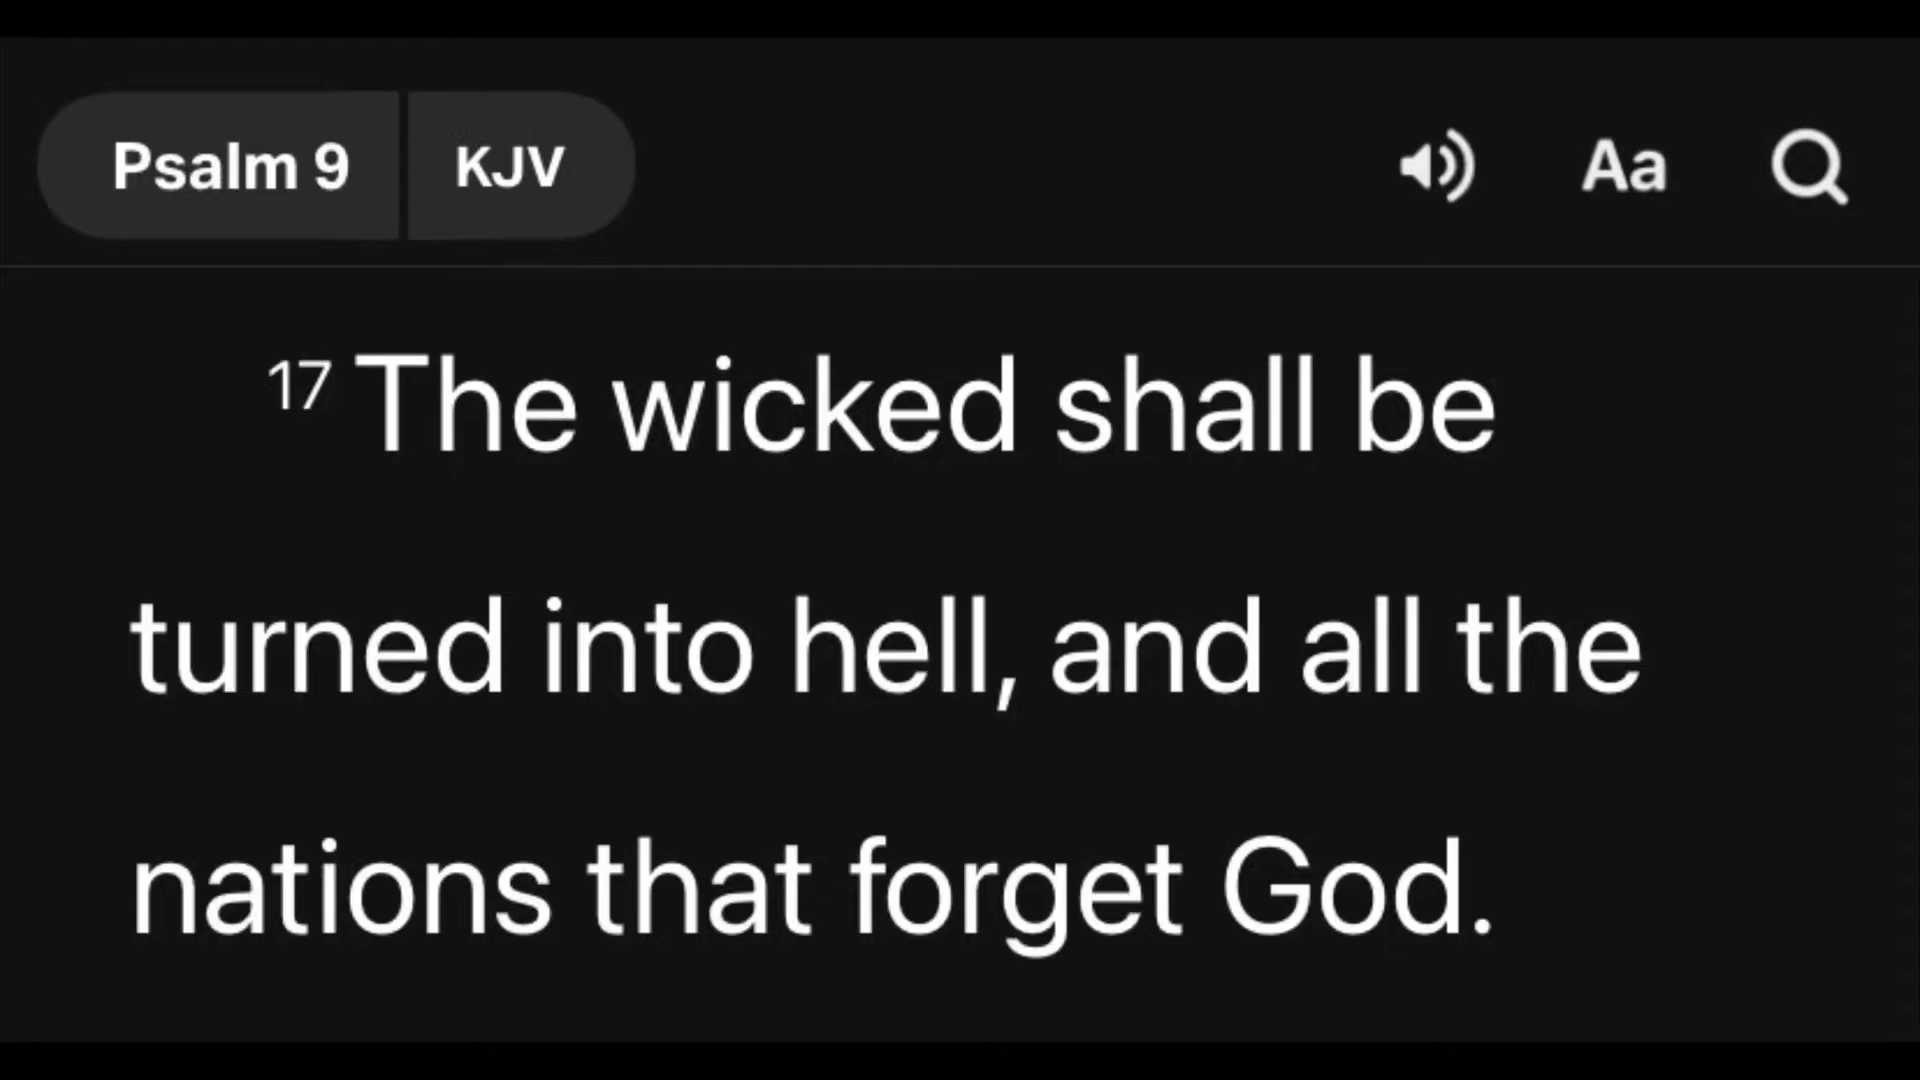 Psalm 9 KJV Aa
17 The wicked shall be
turned into hell, and all the
nations that forget God.